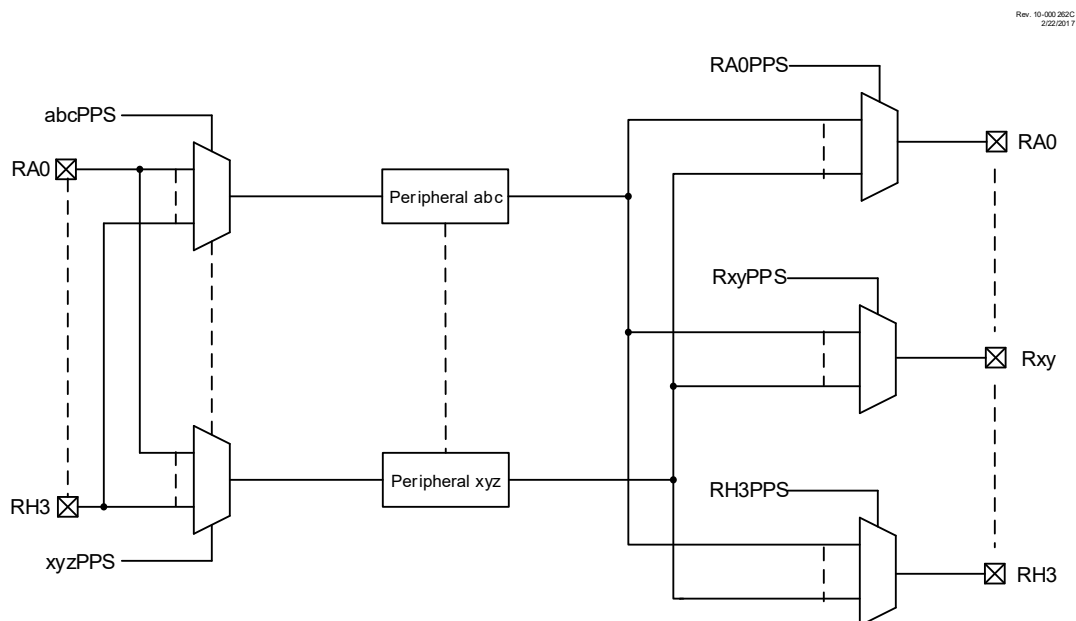 Rev. 10-000 262C
2/22/2017
RA0PPS
abcPPS
RA0
RA0
Peripheral abc
RxyPPS
Rxy
Peripheral xyz
RH3PPS
RH3
xyzPPS
RH3